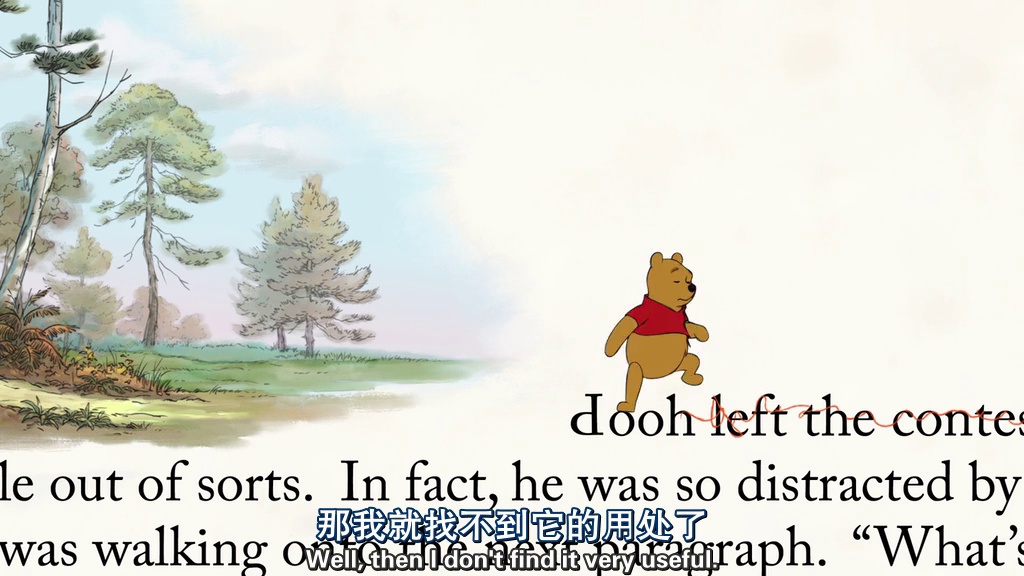 dooh left the contes
le out of sorts. In fact, he was so distracted by
was walking onto the next paragraph. “What’s
那我就找不到它的用处了
Well, then I don't find it very useful.